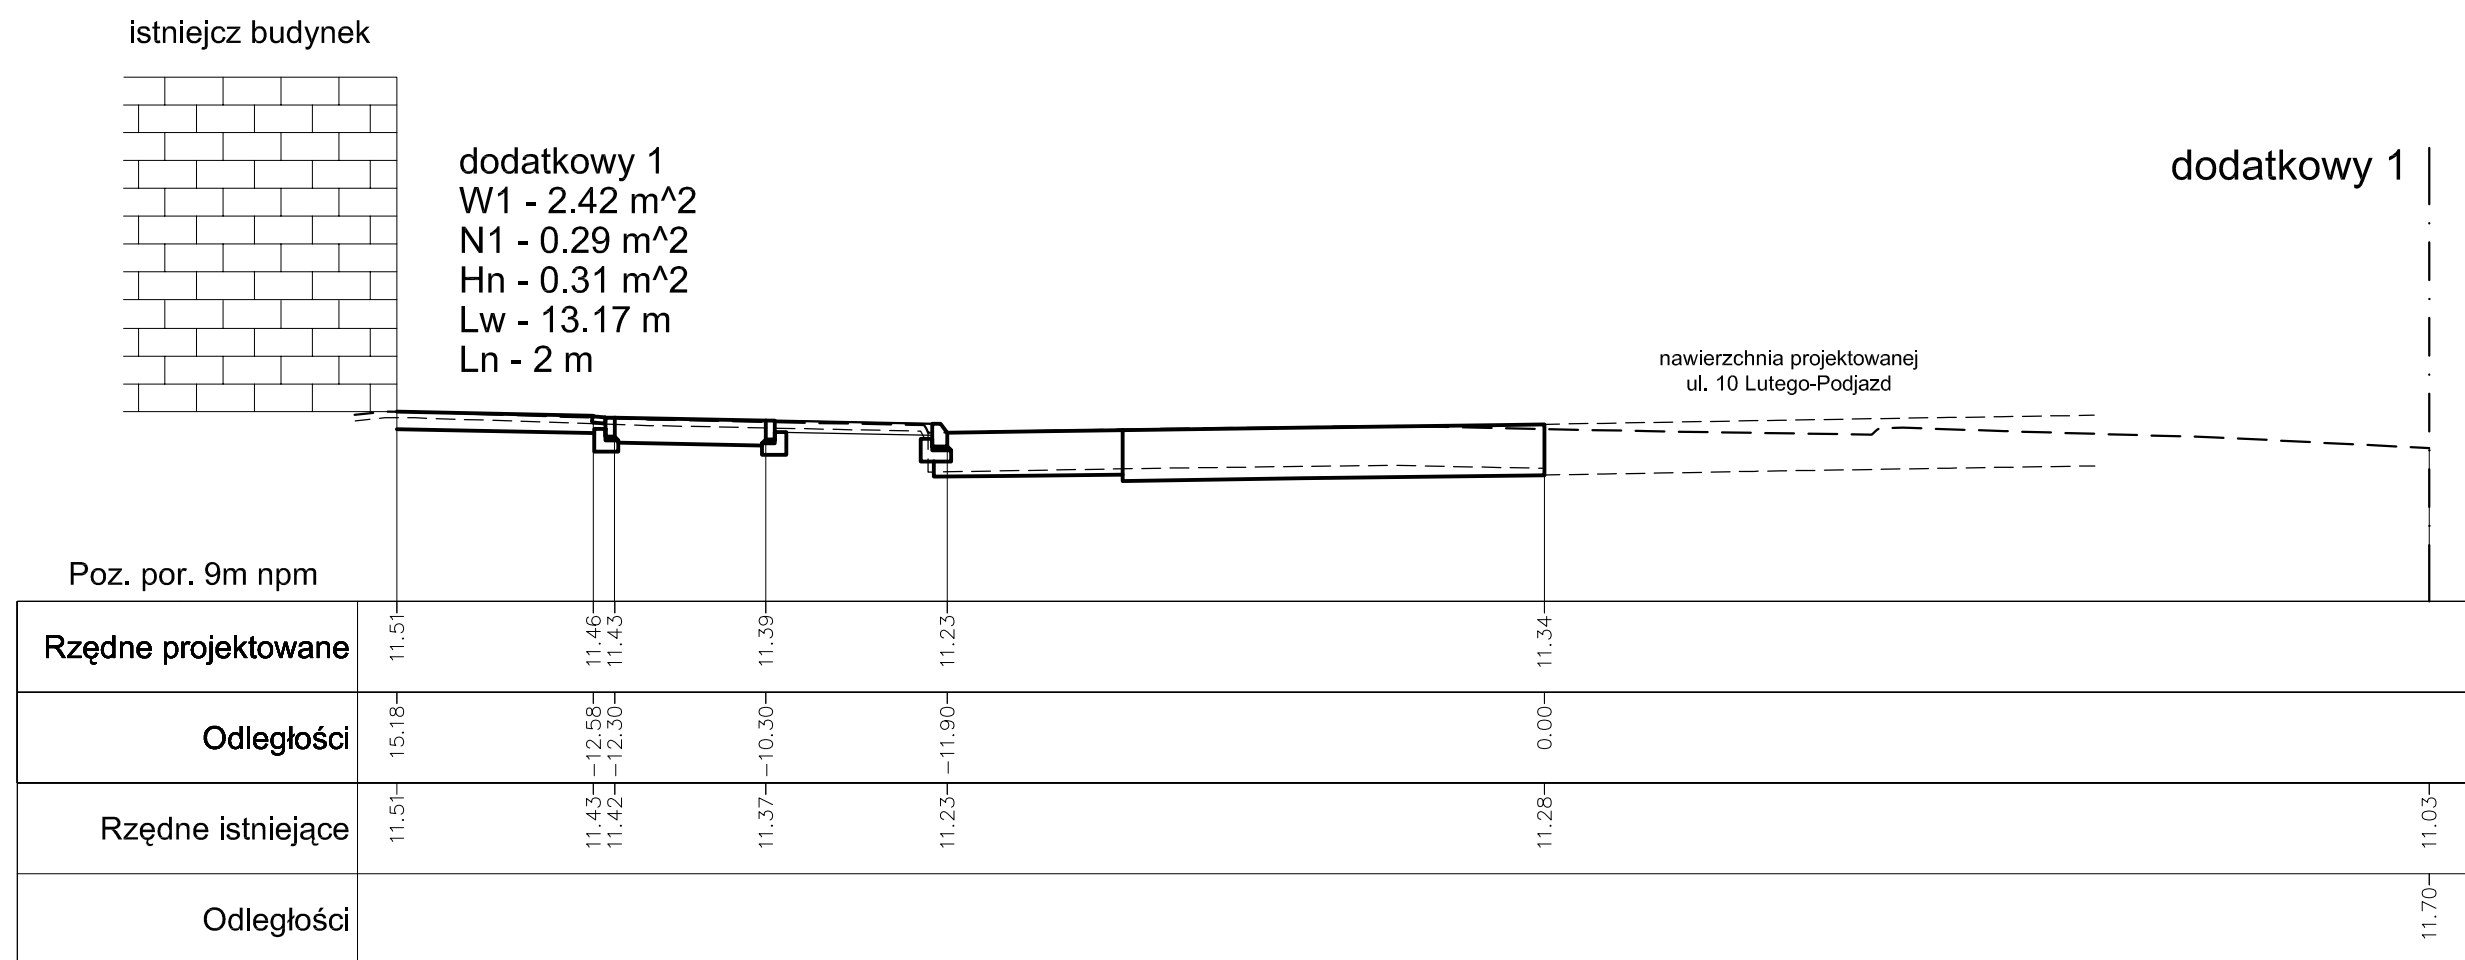 istniejcz budynek
dodatkowy 1
W1 - 2.42 m^2
N1 - 0.29 m^2
Hn - 0.31 m^2
Lw - 13.17 m
Ln - 2 m
dodatkowy 1
nawierzchnia projektowanej
ul. 10 Lutego-Podjazd
Poz. por. 9m npm
Rzędne projektowane 11.51 11.46 11.43 11.39 11.23 11.34
Odległości 15.18 -12.58 -12.30 -10.30 -11.90 0.00
Rzędne istniejące 11.51 11.43 11.42 11.37 11.23 11.28 11.03
Odległości 11.70